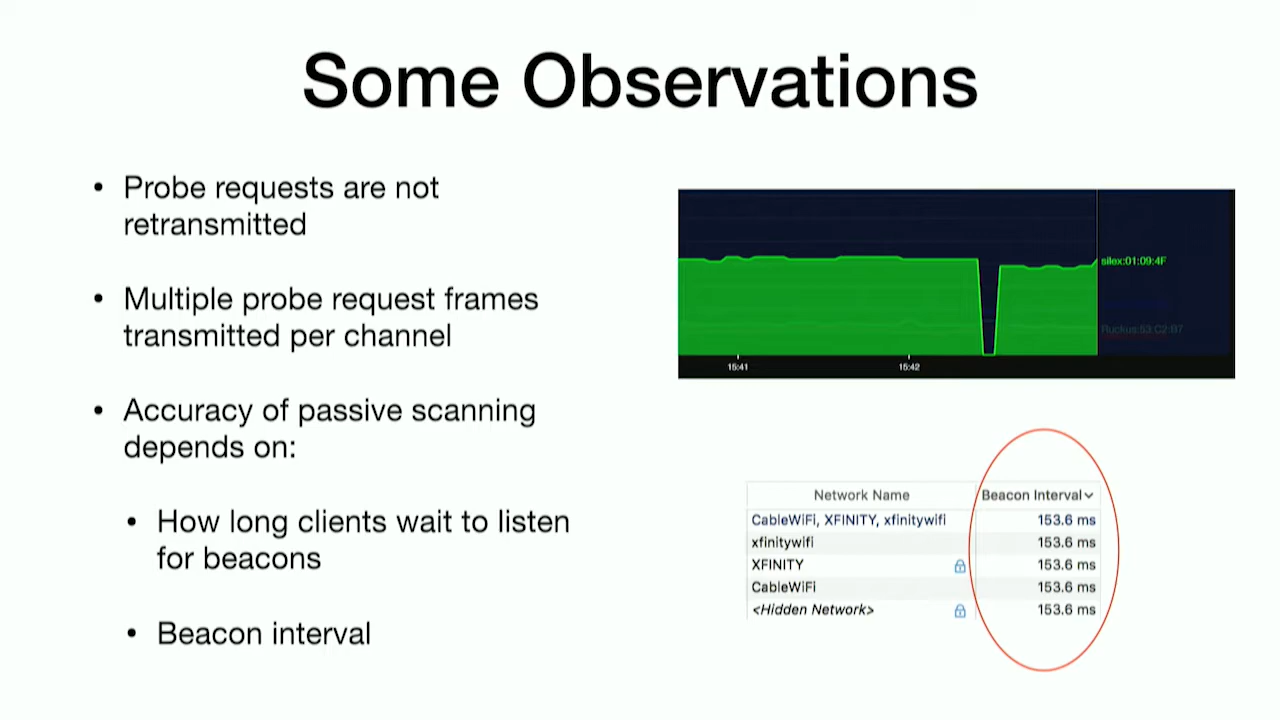 Some Observations
• Probe requests are not
retransmitted
• Multiple probe request frames
transmitted per channel
• Accuracy of passive scanning
depends on:
• How long clients wait to listen
for beacons
• Beacon interval
silex:01:09:4F
Ruckus:53:C2:B7
15:41 15:42
Network Name Beacon Interval
CableWiFi, XFINITY, xfinitywifi 153.6 ms
xfinitywifi 153.6 ms
XFINITY 153.6 ms
CableWiFi 153.6 ms
<Hidden Network> 153.6 ms